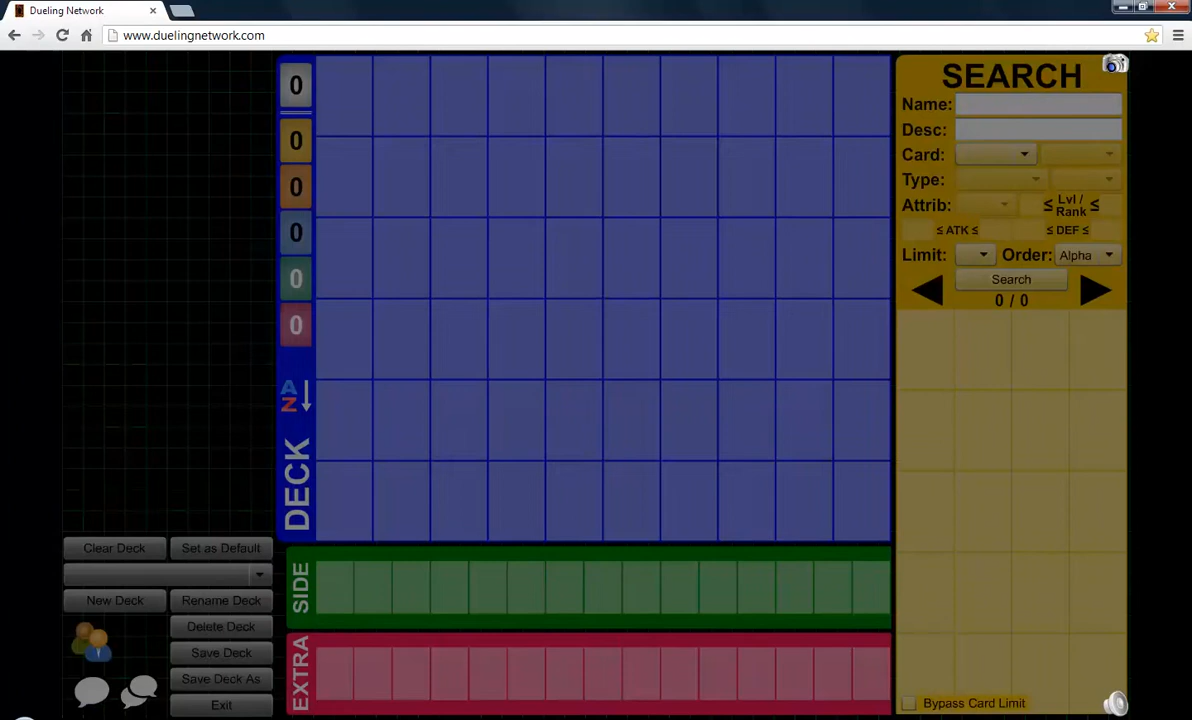 Dueling Network
www.duelingnetwork.com
0
0
0
0
0
0
A
Z
DECK
SIDE
EXTRA
Clear Deck
Set as Default
New Deck
Rename Deck
Delete Deck
Save Deck
Save Deck As
Exit
SEARCH
Name:
Desc:
Card:
Type:
Attrib:
≤ Lvl / Rank ≤
≤ ATK ≤
≤ DEF ≤
Limit:
Order: Alpha
Search
0 / 0
Bypass Card Limit